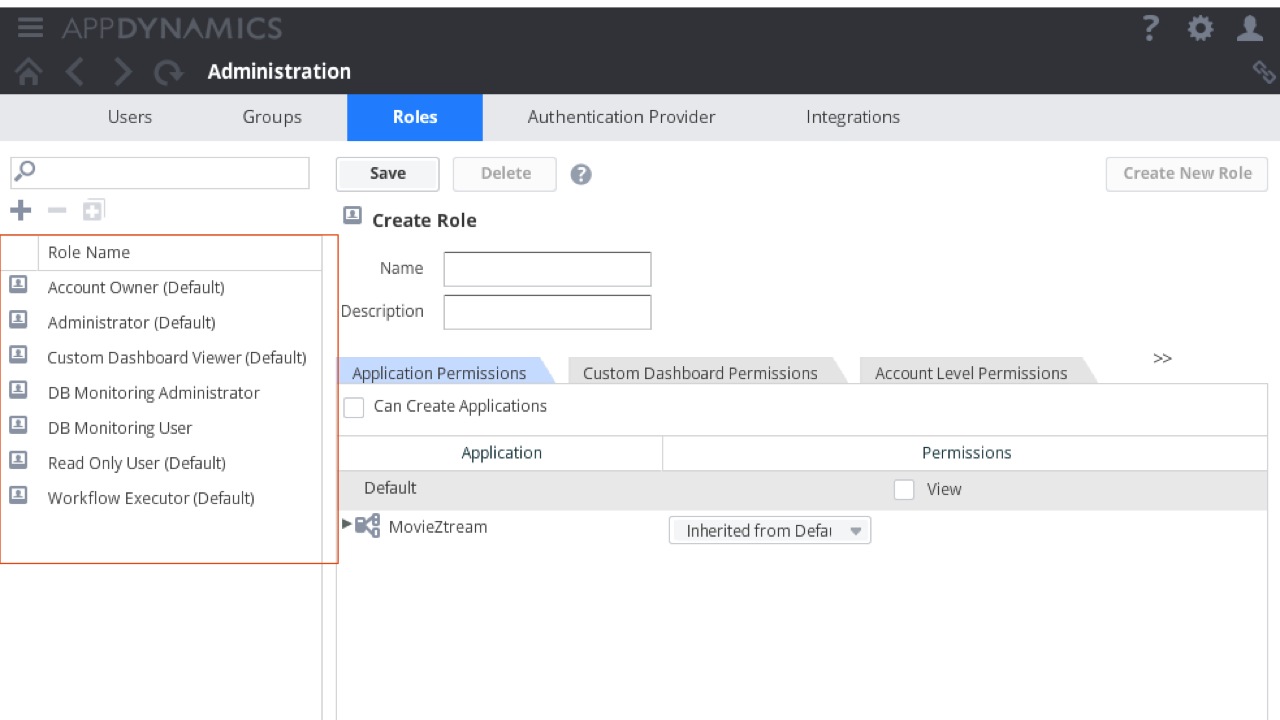 APPDYNAMICS
?
Administration
Users Groups Roles Authentication Provider Integrations
Save Delete ? Create New Role
Create Role
Role Name
Account Owner (Default)
Administrator (Default)
Custom Dashboard Viewer (Default)
DB Monitoring Administrator
DB Monitoring User
Read Only User (Default)
Workflow Executor (Default)
Name
Description
Application Permissions Custom Dashboard Permissions Account Level Permissions >>
Can Create Applications
Application Permissions
Default View
MovieZtream Inherited from Defau